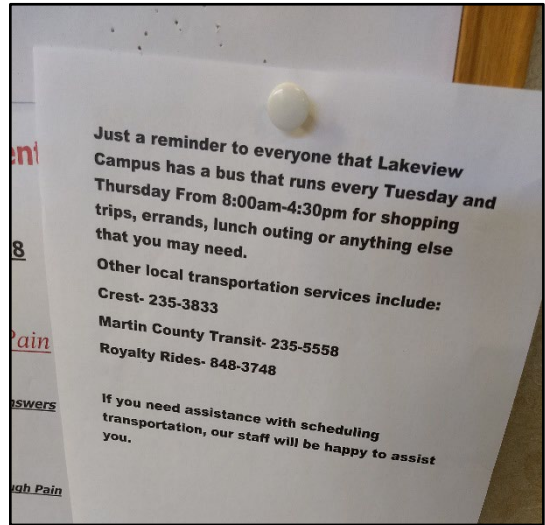 Just a reminder to everyone that Lakeview
Campus has a bus that runs every Tuesday and
Thursday From 8:00am-4:30pm for shopping
trips, errands, lunch outing or anything else
that you may need.
Other local transportation services include:
Crest- 235-3833
Martin County Transit- 235-5558
Royalty Rides- 848-3748
If you need assistance with scheduling
transportation, our staff will be happy to assist
you.
ent
8
Pain
nswers
ugh Pain